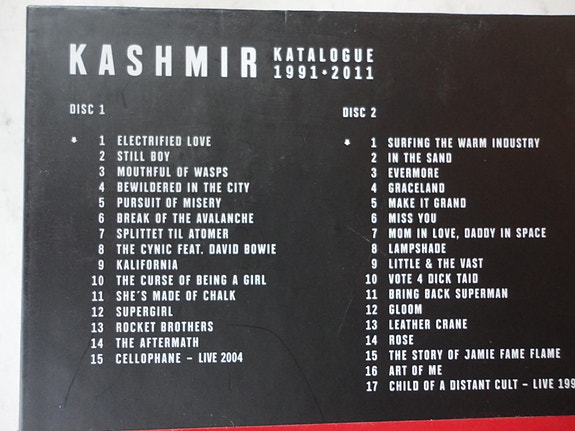 KASHMIR KATALOGUE
1991•2011
DISC 1
1 ELECTRIFIED LOVE
2 STILL BOY
3 MOUTHFUL OF WASPS
4 BEWILDERED IN THE CITY
5 PURSUIT OF MISERY
6 BREAK OF THE AVALANCHE
7 SPLITTET TIL ATOMER
8 THE CYNIC FEAT. DAVID BOWIE
9 KALIFORNIA
10 THE CURSE OF BEING A GIRL
11 SHE'S MADE OF CHALK
12 SUPERGIRL
13 ROCKET BROTHERS
14 THE AFTERMATH
15 CELLOPHANE – LIVE 2004
DISC 2
1 SURFING THE WARM INDUSTRY
2 IN THE SAND
3 EVERMORE
4 GRACELAND
5 MAKE IT GRAND
6 MISS YOU
7 MOM IN LOVE, DADDY IN SPACE
8 LAMPSHADE
9 LITTLE & THE VAST
10 VOTE 4 DICK TAID
11 BRING BACK SUPERMAN
12 GLOOM
13 LEATHER CRANE
14 ROSE
15 THE STORY OF JAMIE FAME FLAME
16 ART OF ME
17 CHILD OF A DISTANT CULT – LIVE 199